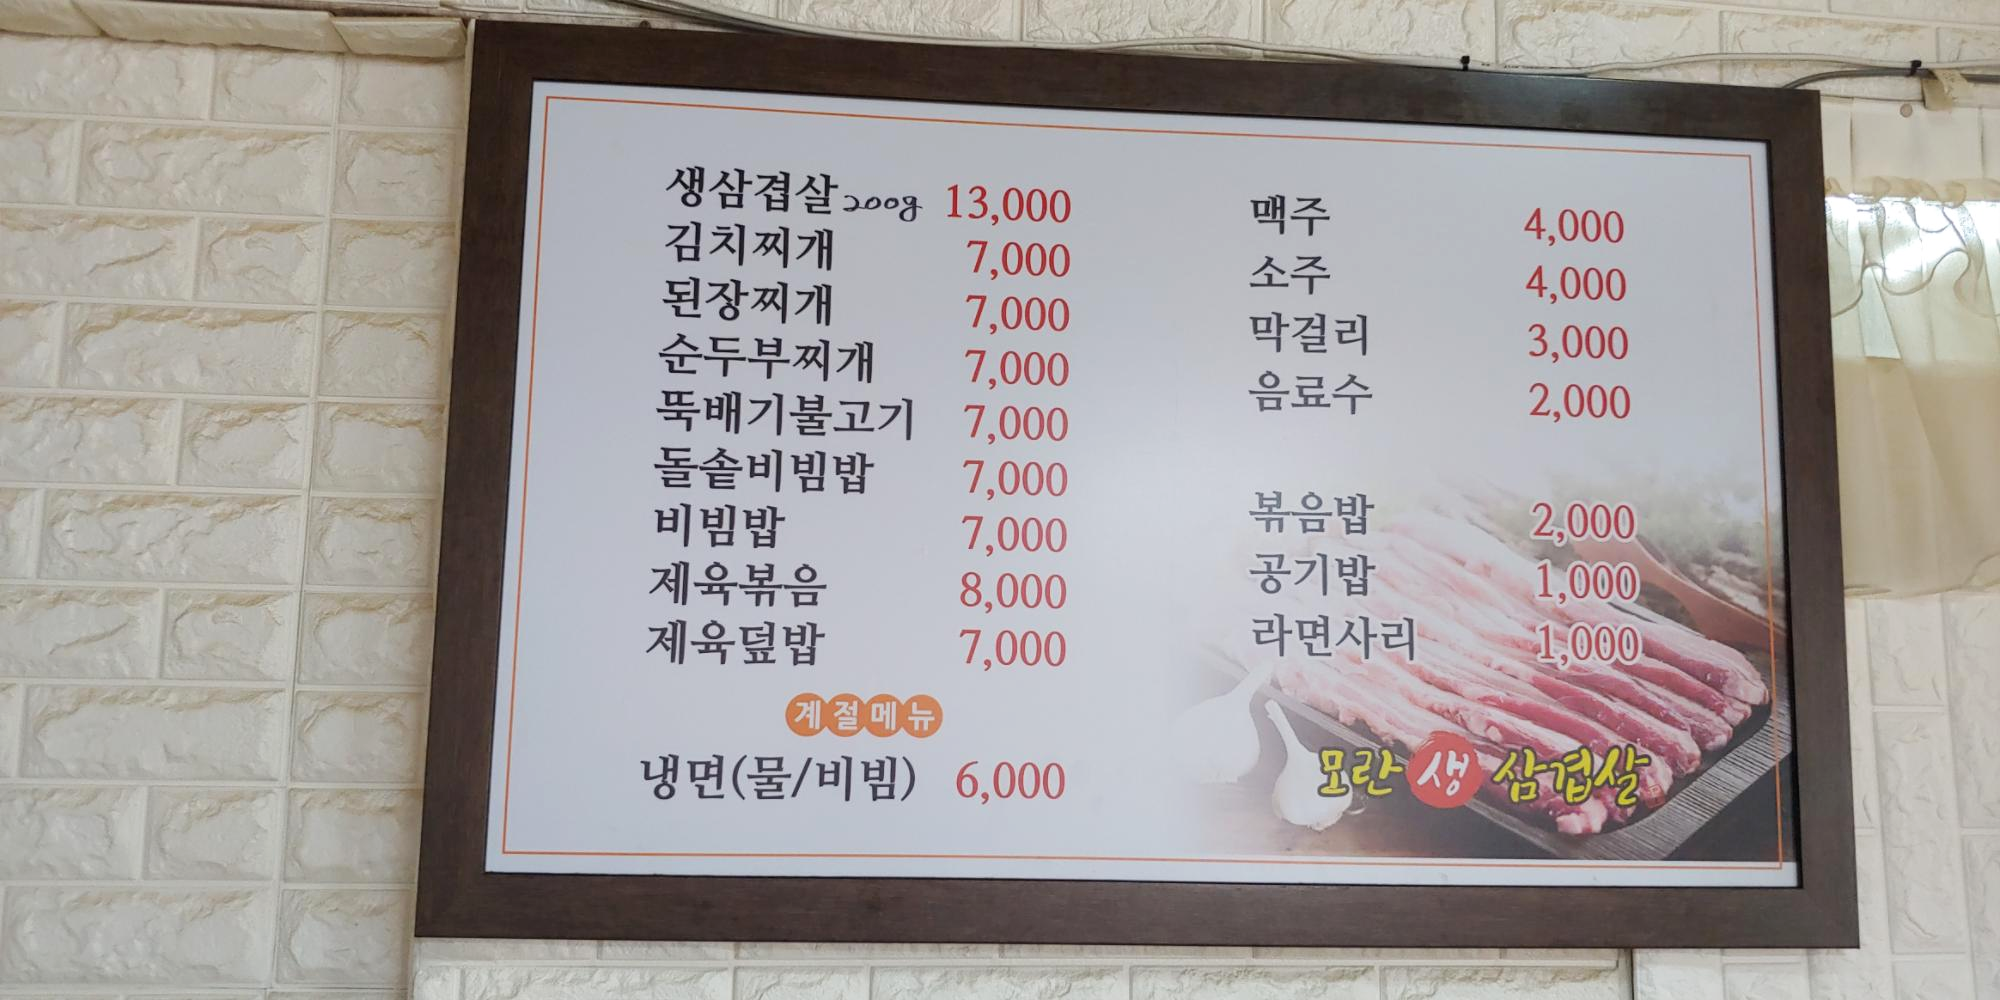 생삼겹살 200g 13,000
김치찌개 7,000
된장찌개 7,000
순두부찌개 7,000
뚝배기불고기 7,000
돌솥비빔밥 7,000
비빔밥 7,000
제육볶음 8,000
제육덮밥 7,000
계절메뉴
냉면(물/비빔) 6,000
맥주 4,000
소주 4,000
막걸리 3,000
음료수 2,000
볶음밥 2,000
공기밥 1,000
라면사리 1,000
모란 생 삼겹살